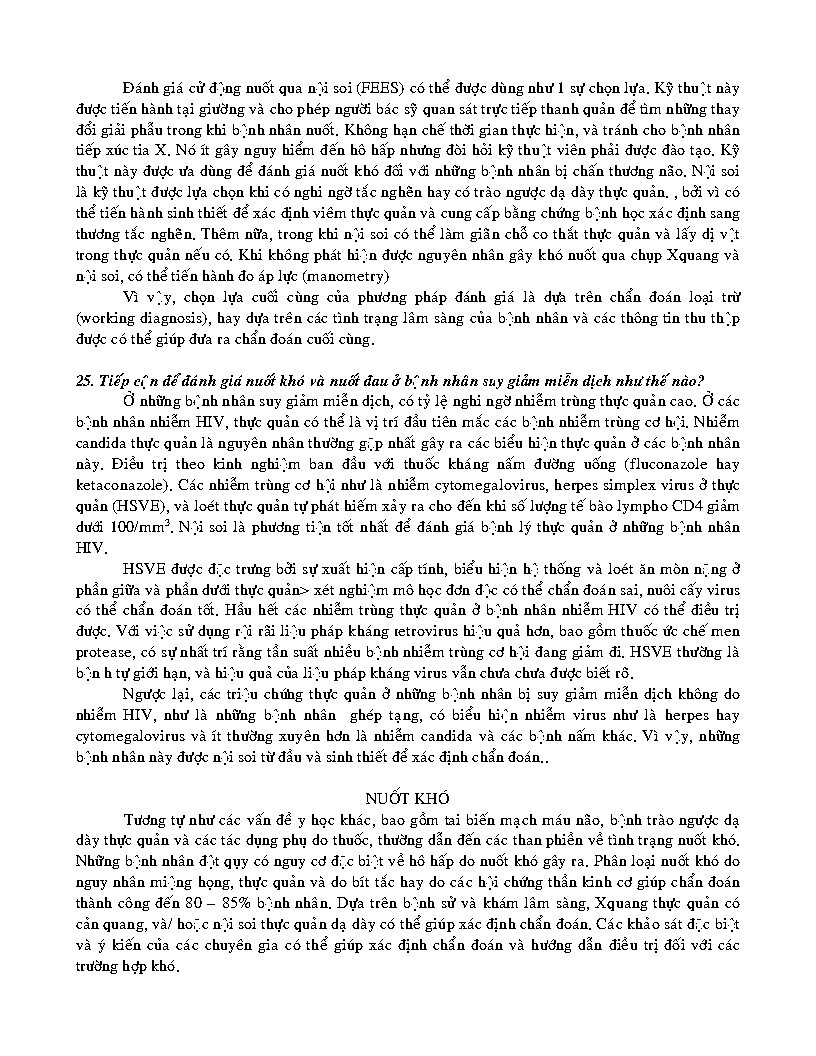 Đánh giá cử động nuốt qua nội soi (FEES) có thể được dùng như 1 sự chọn lựa. Kỹ thuật này
được tiến hành tại giường và cho phép người bác sỹ quan sát trực tiếp thanh quản để tìm những thay
đổi giải phẫu trong khi bệnh nhân nuốt. Không hạn chế thời gian thực hiện, và tránh cho bệnh nhân
tiếp xúc tia X. Nó ít gây nguy hiểm đến hô hấp nhưng đòi hỏi kỹ thuật viên phải được đào tạo. Kỹ
thuật này được ưa dùng để đánh giá nuốt khó đối với những bệnh nhân bị chấn thương não. Nội soi
là kỹ thuật được lựa chọn khi có nghi ngờ tắc nghẽn hay có trào ngược dạ dày thực quản. , bởi vì có
thể tiến hành sinh thiết để xác định viêm thực quản và cung cấp bằng chứng bệnh học xác định sang
thương tắc nghẽn. Thêm nữa, trong khi nội soi có thể làm giãn chỗ co thắt thực quản và lấy dị vật
trong thực quản nếu có. Khi không phát hiện được nguyên nhân gây khó nuốt qua chụp Xquang và
nội soi, có thể tiến hành đo áp lực (manometry)
Vì vậy, chọn lựa cuối cùng của phương pháp đánh giá là dựa trên chẩn đoán loại trừ
(working diagnosis), hay dựa trên các tình trạng lâm sàng của bệnh nhân và các thông tin thu thập
được có thể giúp đưa ra chẩn đoán cuối cùng.
25. Tiếp cận để đánh giá nuốt khó và nuốt đau ở bệnh nhân suy giảm miễn dịch như thế nào?
Ở những bệnh nhân suy giảm miễn dịch, có tỷ lệ nghi ngờ nhiễm trùng thực quản cao. Ở các
bệnh nhân nhiễm HIV, thực quản có thể là vị trí đầu tiên mắc các bệnh nhiễm trùng cơ hội. Nhiễm
candida thực quản là nguyên nhân thường gặp nhất gây ra các biểu hiện thực quản ở các bệnh nhân
này. Điều trị theo kinh nghiệm ban đầu với thuốc kháng nấm đường uống (fluconazole hay
ketaconazole). Các nhiễm trùng cơ hội như là nhiễm cytomegalovirus, herpes simplex virus ở thực
quản (HSVE), và loét thực quản tự phát hiếm xảy ra cho đến khi số lượng tế bào lympho CD4 giảm
dưới 100/mm³. Nội soi là phương tiện tốt nhất để đánh giá bệnh lý thực quản ở những bệnh nhân
HIV.
HSVE được đặc trưng bởi sự xuất hiện cấp tính, biểu hiện hệ thống và loét ăn mòn nặng ở
phần giữa và phần dưới thực quản> xét nghiệm mô học đơn độc có thể chẩn đoán sai, nuôi cấy virus
có thể chẩn đoán tốt. Hầu hết các nhiễm trùng thực quản ở bệnh nhân nhiễm HIV có thể điều trị
được. Với việc sử dụng rội rãi liệu pháp kháng retrovirus hiệu quả hơn, bao gồm thuốc ức chế men
protease, có sự nhất trí rằng tần suất nhiều bệnh nhiễm trùng cơ hội đang giảm đi. HSVE thường là
bện h tự giới hạn, và hiệu quả của liệu pháp kháng virus vẫn chưa chưa được biết rõ.
Ngược lại, các triệu chứng thực quản ở những bệnh nhân bị suy giảm miễn dịch không do
nhiễm HIV, như là những bệnh nhân  ghép tạng, có biểu hiện nhiễm virus như là herpes hay
cytomegalovirus và ít thường xuyên hơn là nhiễm candida và các bệnh nấm khác. Vì vậy, những
bệnh nhân này được nội soi từ đầu và sinh thiết để xác định chẩn đoán..
NUỐT KHÓ
Tương tự như các vấn đề y học khác, bao gồm tai biến mạch máu não, bệnh trào ngược dạ
dày thực quản và các tác dụng phụ do thuốc, thường dẫn đến các than phiền về tình trạng nuốt khó.
Những bệnh nhân đột quỵ có nguy cơ đặc biệt về hô hấp do nuốt khó gây ra. Phân loại nuốt khó do
nguy nhân miệng họng, thực quản và do bít tắc hay do các hội chứng thần kinh cơ giúp chẩn đoán
thành công đến 80 – 85% bệnh nhân. Dựa trên bệnh sử và khám lâm sàng, Xquang thực quản có
cản quang, và/ hoặc nội soi thực quản dạ dày có thể giúp xác định chẩn đoán. Các khảo sát đặc biệt
và ý kiến của các chuyên gia có thể giúp xác định chẩn đoán và hướng dẫn điều trị đối với các
trường hợp khó.